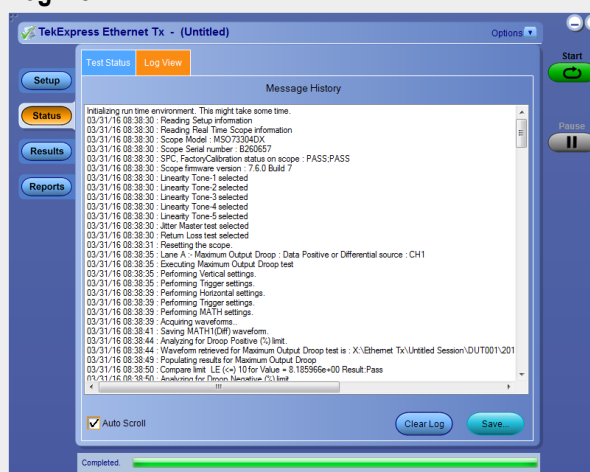 TekExpress Ethernet Tx - (Untitled)
Options
Start
Pause
Setup
Status
Results
Reports
Test Status
Log View
Message History
Initializing run time environment. This might take some time.
03/31/16 08:38:30 : Reading Setup information
03/31/16 08:38:30 : Reading Real Time Scope information
03/31/16 08:38:30 : Scope Model : MSO73304DX
03/31/16 08:38:30 : Scope Serial number : B260657
03/31/16 08:38:30 : SPC, FactoryCalibration status on scope : PASS;PASS
03/31/16 08:38:30 : Scope firmware version : 7.6.0 Build 7
03/31/16 08:38:30 : Linearity Tone-1 selected
03/31/16 08:38:30 : Linearity Tone-2 selected
03/31/16 08:38:30 : Linearity Tone-3 selected
03/31/16 08:38:30 : Linearity Tone-4 selected
03/31/16 08:38:30 : Linearity Tone-5 selected
03/31/16 08:38:30 : Jitter Master test selected
03/31/16 08:38:30 : Return Loss test selected
03/31/16 08:38:31 : Resetting the scope.
03/31/16 08:38:35 : Lane A :- Maximum Output Droop : Data Positive or Differential source : CH1
03/31/16 08:38:35 : Executing Maximum Output Droop test
03/31/16 08:38:35 : Performing Vertical settings.
03/31/16 08:38:35 : Performing Trigger settings.
03/31/16 08:38:39 : Performing Horizontal settings.
03/31/16 08:38:39 : Performing Trigger settings.
03/31/16 08:38:39 : Performing MATH settings.
03/31/16 08:38:39 : Acquiring waveforms...
03/31/16 08:38:41 : Saving MATH1(Diff) waveform.
03/31/16 08:38:44 : Analyzing for Droop Positive (%) limit.
03/31/16 08:38:44 : Waveform retrieved for Maximum Output Droop test is : X:\Ethernet Tx\Untitled Session\DUT001\201
03/31/16 08:38:49 : Populating results for Maximum Output Droop
03/31/16 08:38:50 : Compare limit LE (<=) 10 for Value = 8.185966e+00 Result:Pass
03/31/16 08:38:50 : Analyzing for Droop Negative (%) limit
Auto Scroll
Clear Log
Save...
Completed.